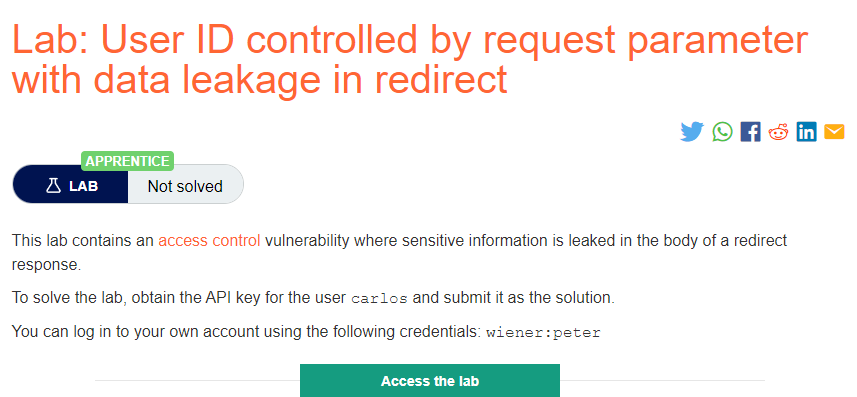 Lab: User ID controlled by request parameter
with data leakage in redirect
APPRENTICE
LAB
Not solved
This lab contains an access control vulnerability where sensitive information is leaked in the body of a redirect
response.
To solve the lab, obtain the API key for the user carlos and submit it as the solution.
You can log in to your own account using the following credentials: wiener:peter
Access the lab